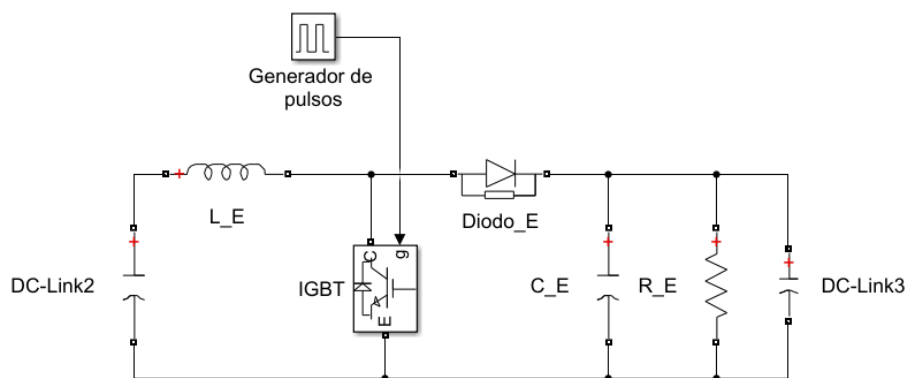 Generador de
pulsos
L_E
Diodo_E
DC-Link2
IGBT
C
g
E
C_E
R_E
DC-Link3